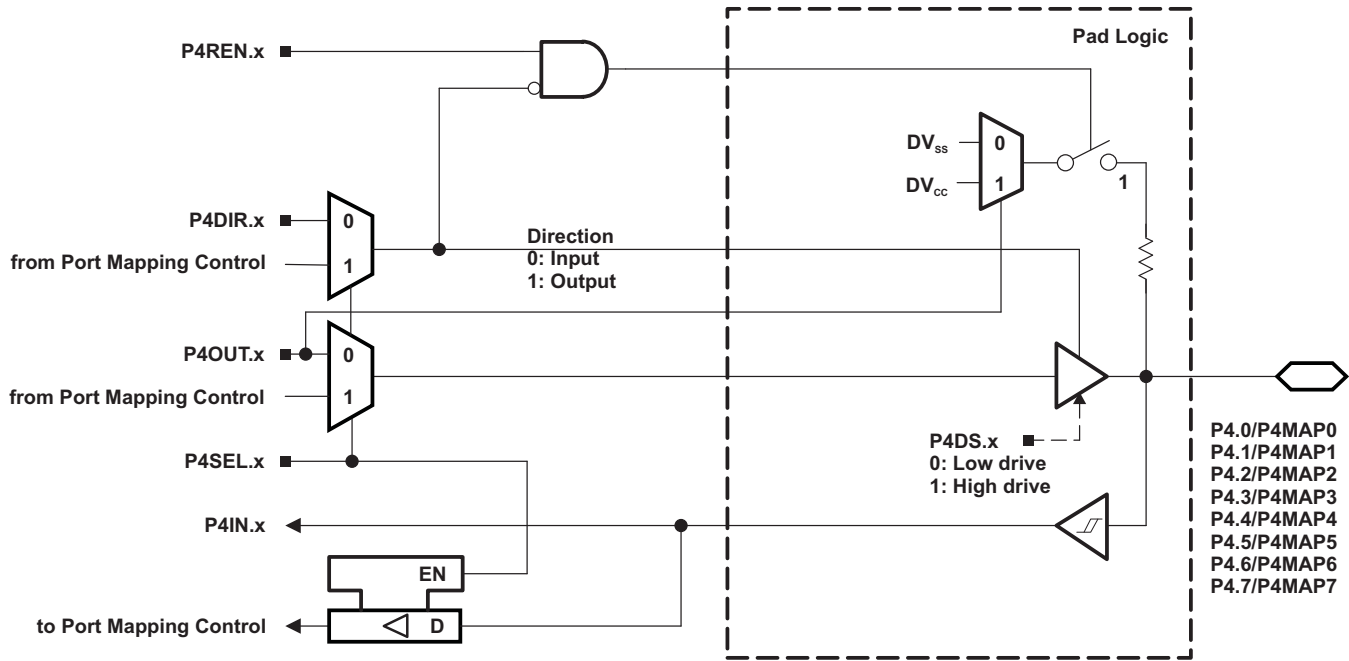 Pad Logic
P4REN.x
DVss
0
DVcc
1
1
P4DIR.x
0
from Port Mapping Control
1
Direction
0: Input
1: Output
P4OUT.x
0
from Port Mapping Control
1
P4SEL.x
P4DS.x
0: Low drive
1: High drive
P4.0/P4MAP0
P4.1/P4MAP1
P4.2/P4MAP2
P4.3/P4MAP3
P4.4/P4MAP4
P4.5/P4MAP5
P4.6/P4MAP6
P4.7/P4MAP7
P4IN.x
EN
to Port Mapping Control
D